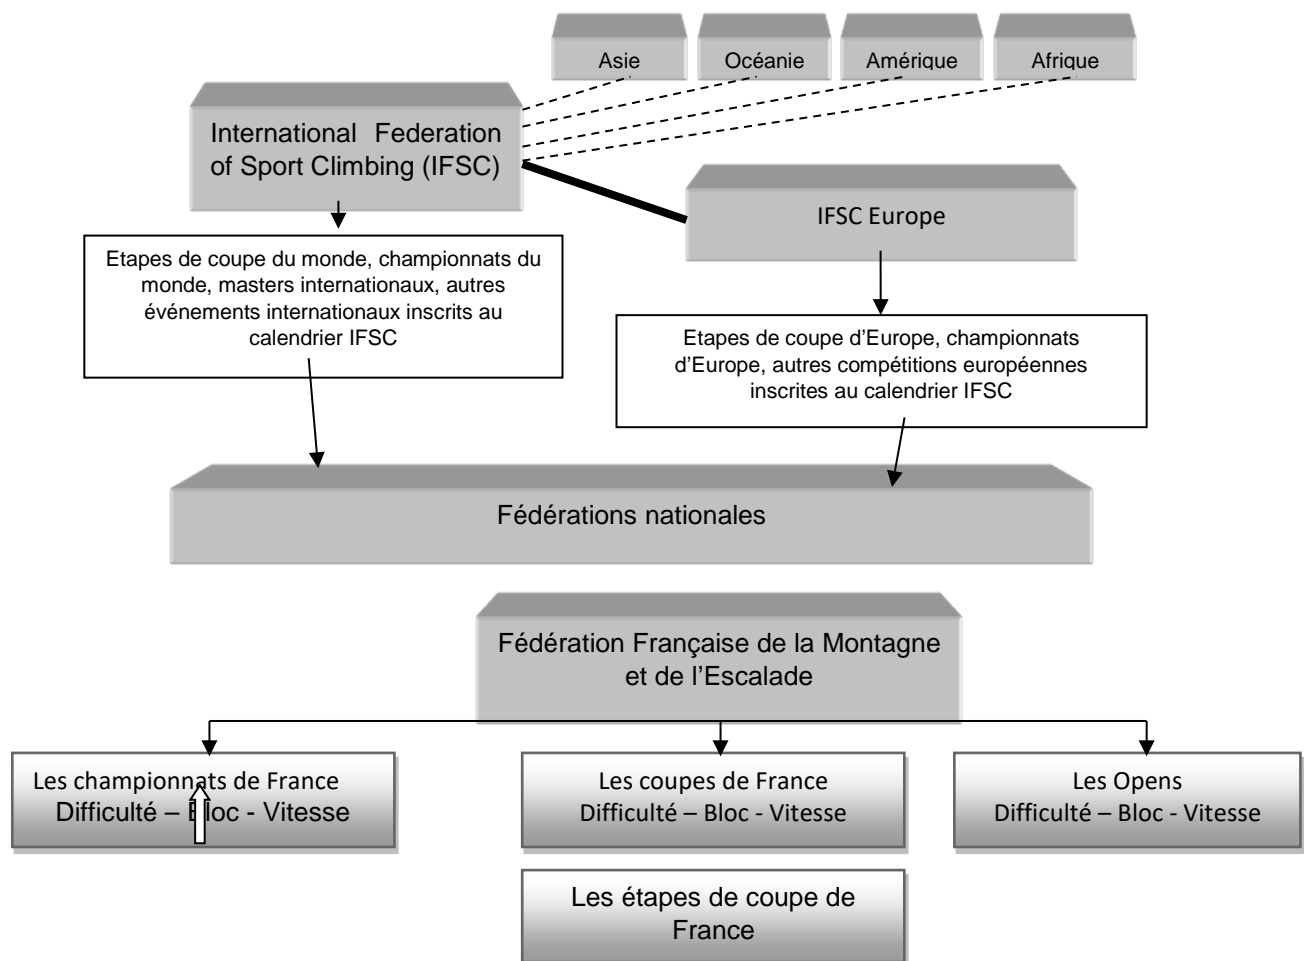 Asie
Océanie
Amérique
Afrique
International Federation
of Sport Climbing (IFSC)
IFSC Europe
Etapes de coupe du monde, championnats du
monde, masters internationaux, autres
événements internationaux inscrits au
calendrier IFSC
Etapes de coupe d’Europe, championnats
d’Europe, autres compétitions européennes
inscrites au calendrier IFSC
Fédérations nationales
Fédération Française de la Montagne
et de l’Escalade
Les championnats de France
Difficulté – Bloc - Vitesse
Les coupes de France
Difficulté – Bloc - Vitesse
Les Opens
Difficulté – Bloc - Vitesse
Les étapes de coupe de
France